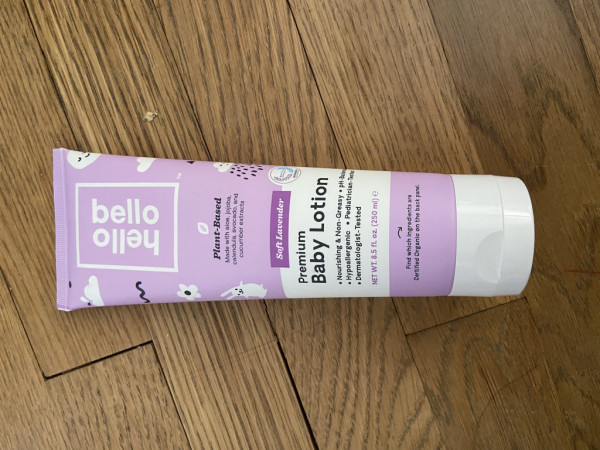 hello
bello
Plant-Based
Made with aloe, jojoba,
calendula, avocado, and
cucumber extracts
Soft Lavender
Premium
Baby Lotion
• Nourishing & Non-Greasy • pH-
• Hypoallergenic • Pediatrician-
• Dermatologist-Tested
NET WT. 8.5 fl. oz. (250 ml) ℮
Find which ingredients are
Certified Organic on the back panel.